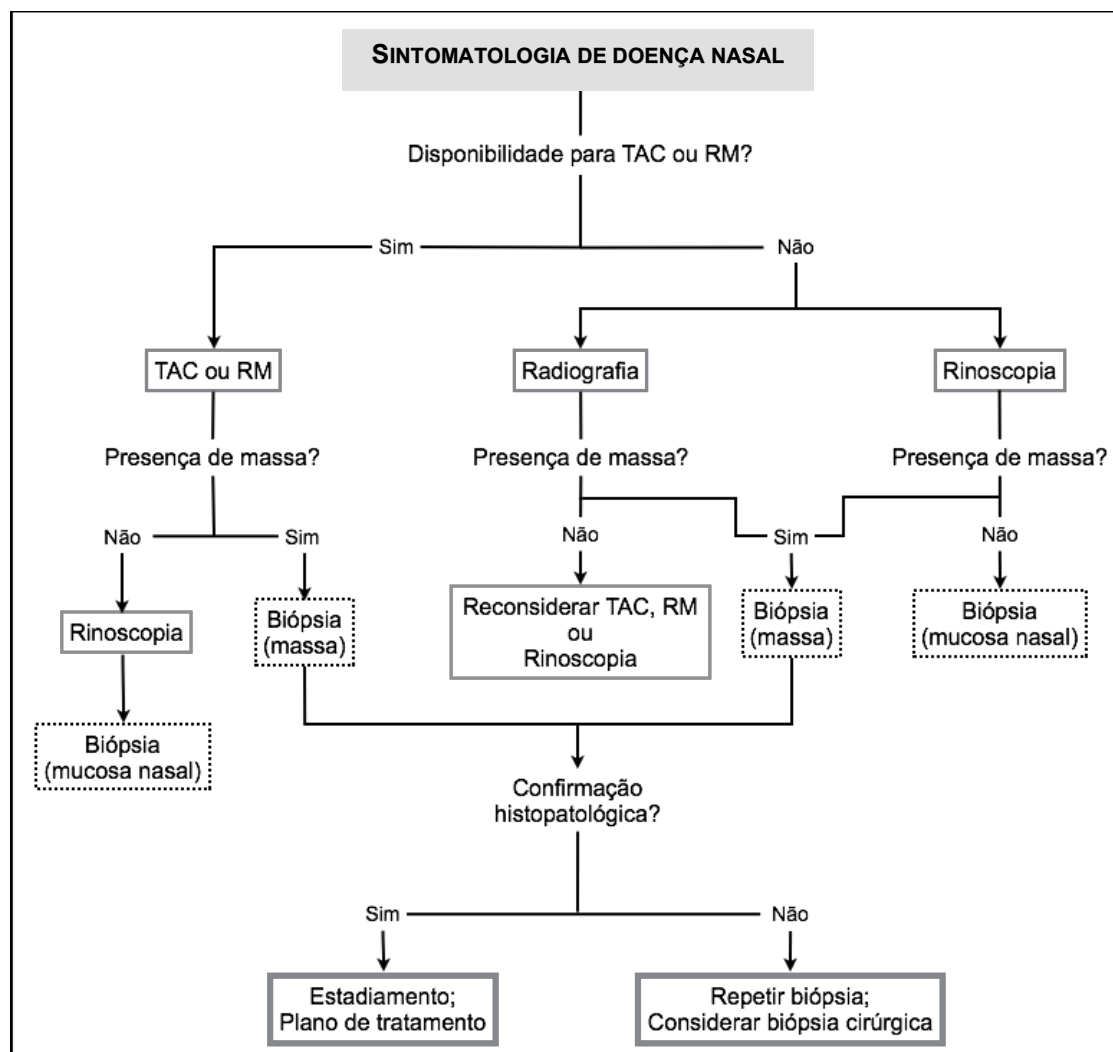 SINTOMATOLOGIA DE DOENÇA NASAL
Disponibilidade para TAC ou RM?
Sim
Não
TAC ou RM
Radiografia
Rinoscopia
Presença de massa?
Presença de massa?
Presença de massa?
Não
Sim
Não
Sim
Não
Rinoscopia
Biópsia
(massa)
Reconsiderar TAC, RM
ou
Rinoscopia
Biópsia
(massa)
Biópsia
(mucosa nasal)
Biópsia
(mucosa nasal)
Confirmação
histopatológica?
Sim
Não
Estadiamento;
Plano de tratamento
Repetir biópsia;
Considerar biópsia cirúrgica